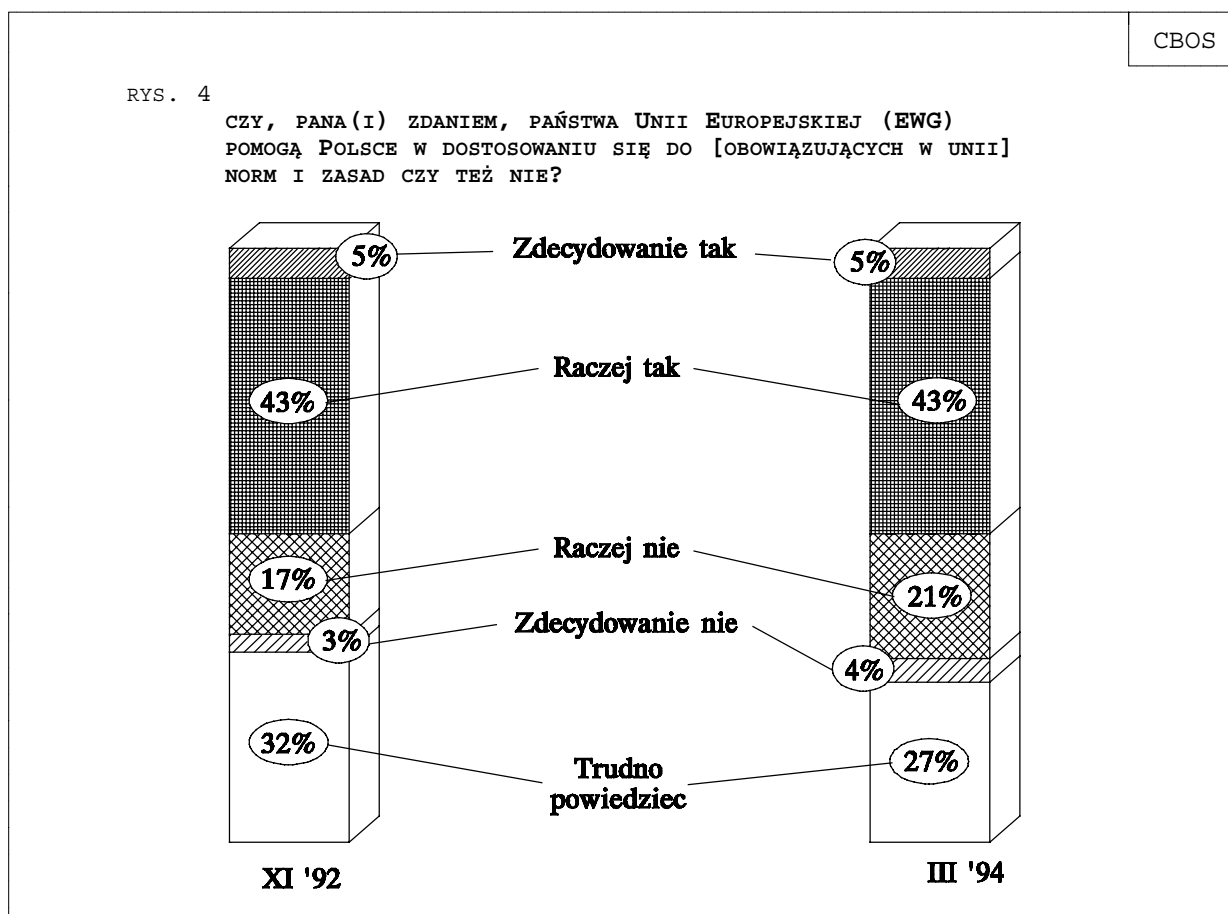 CBOS
RYS. 4
CZY, PANA(I) ZDANIEM, PAŃSTWA UNII EUROPEJSKIEJ (EWG)
POMOGĄ POLSCE W DOSTOSOWANIU SIĘ DO [OBOWIĄZUJĄCYCH W UNII]
NORM I ZASAD CZY TEŻ NIE?
5% Zdecydowanie tak 5%
43% Raczej tak 43%
17% Raczej nie 21%
3% Zdecydowanie nie 4%
32% Trudno 27%
powiedziec
XI '92 III '94